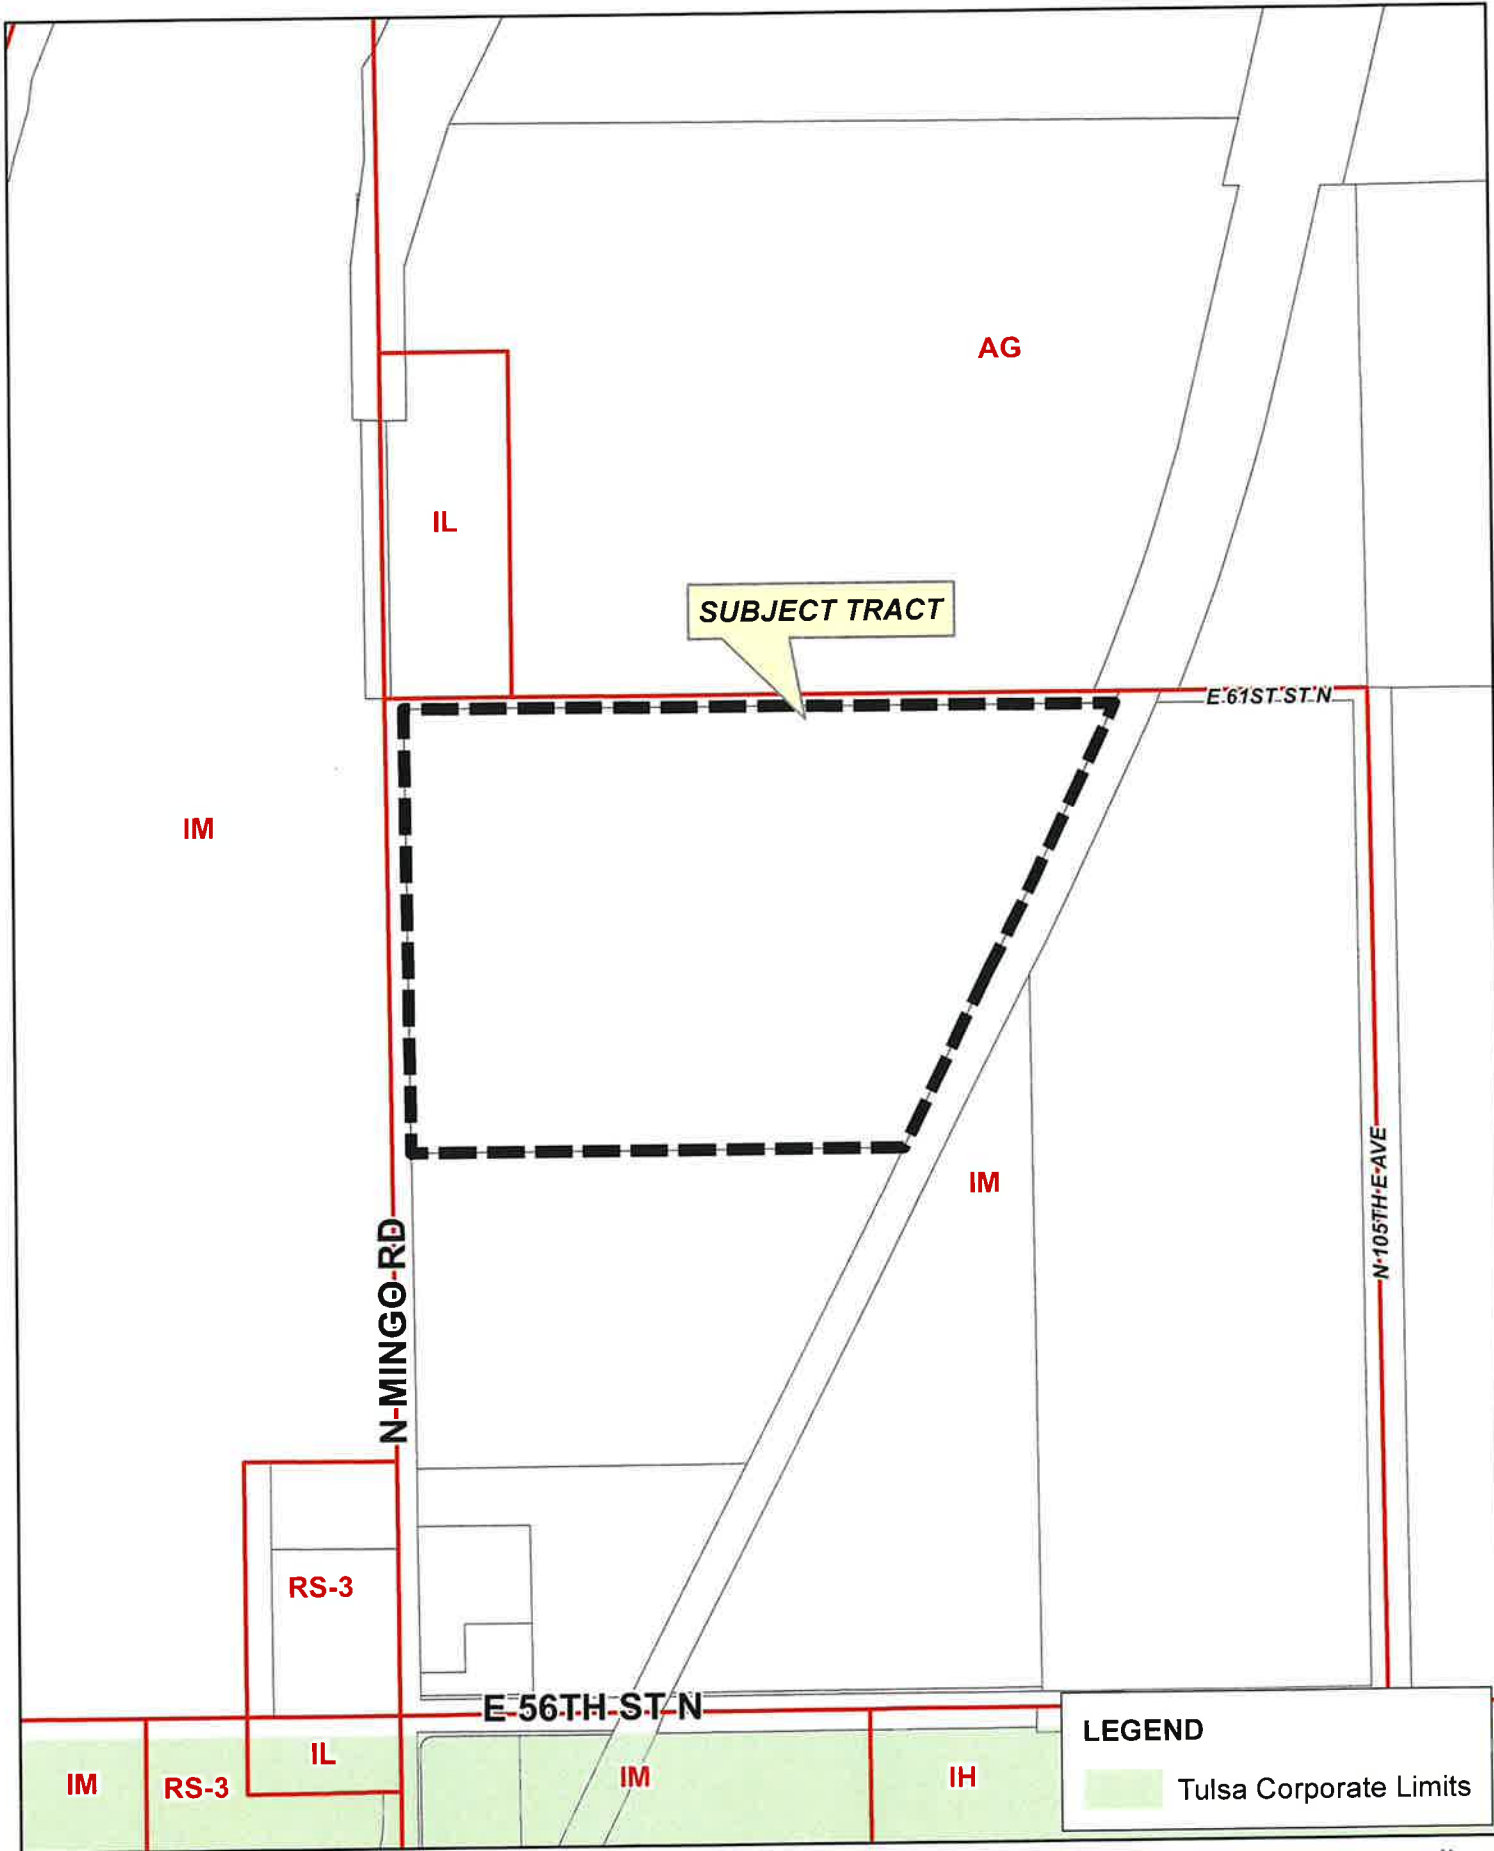 AG
IL
SUBJECT TRACT
E 61ST ST N
IM
N 105TH E AVE
IM
N MINGO RD
RS-3
E 56TH ST N
LEGEND
Tulsa Corporate Limits
IL
IM
RS-3
IM
IH